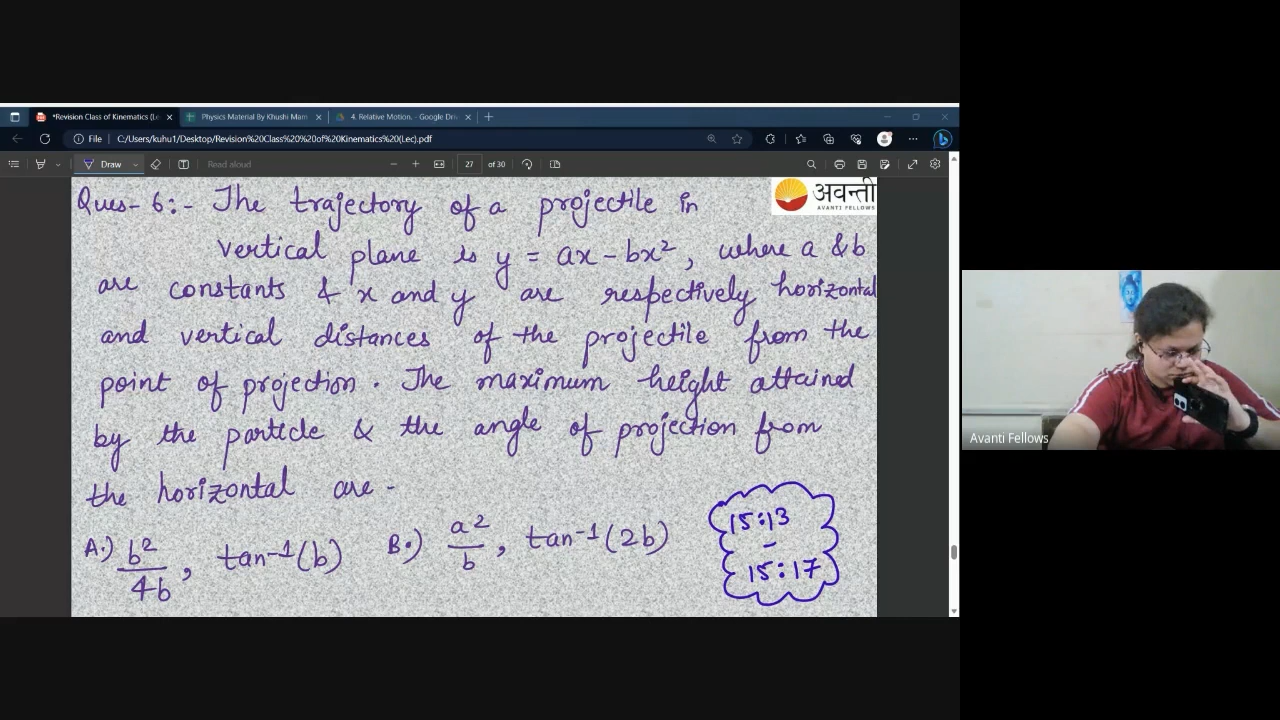 *Revision Class of Kinematics (Le
Physics Material By Khushi Mam
4. Relative Motion. - Google Dri
File
C:/Users/kuhu1/Desktop/Revision%20Class%20%20of%20Kinematics%20(Lec).pdf
Draw
Read aloud
27 of 30
अवन्ती
AVANTI FELLOWS
Ques- 6:- The trajectory of a projectile in
vertical plane is y = ax - bx², where a & b
are constants & x and y are respectively horizontal
and vertical distances of the projectile from the
point of projection. The maximum height attained
by the particle & the angle of projection from
the horizontal are -
A.) b²/4b, tan⁻¹(b) B.) a²/b, tan⁻¹(2b)
15:13
-
15:17
Avanti Fellows